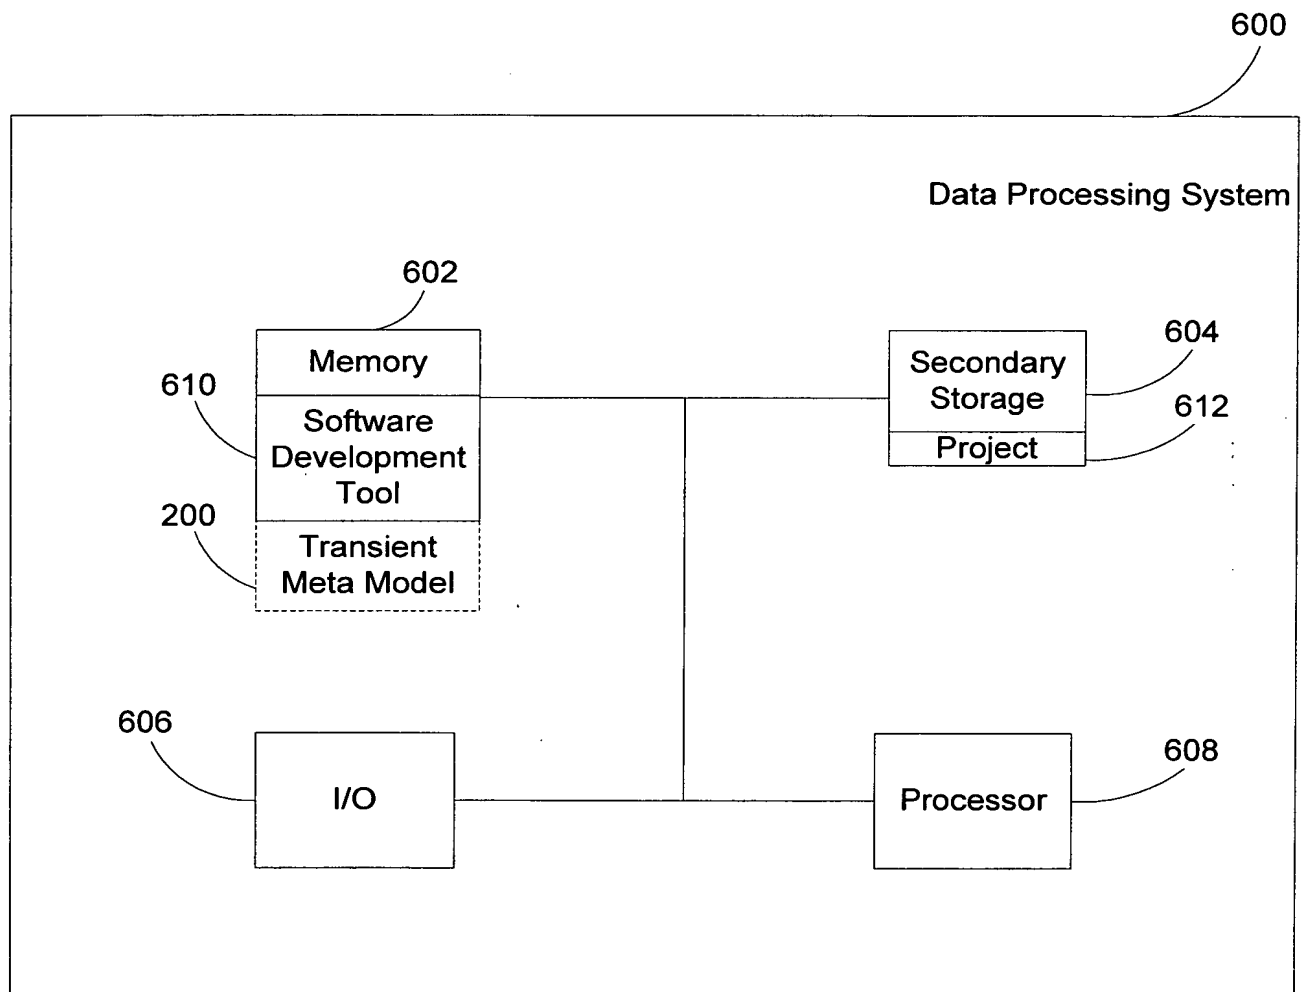 600
Data Processing System
602
Memory
610
Software
Development
Tool
200
Transient
Meta Model
604
Secondary
Storage
612
Project
606
I/O
608
Processor